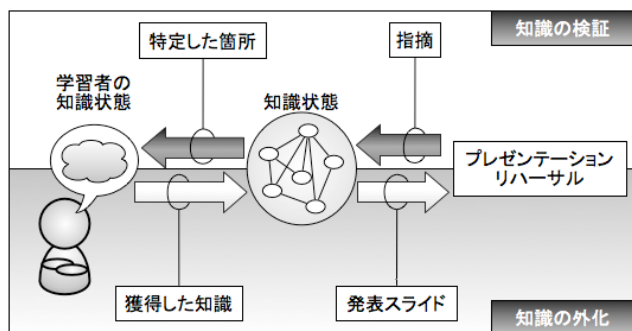 知識の検証
特定した箇所
指摘
学習者の
知識状態
知識状態
プレゼンテーション
リハーサル
獲得した知識
発表スライド
知識の外化